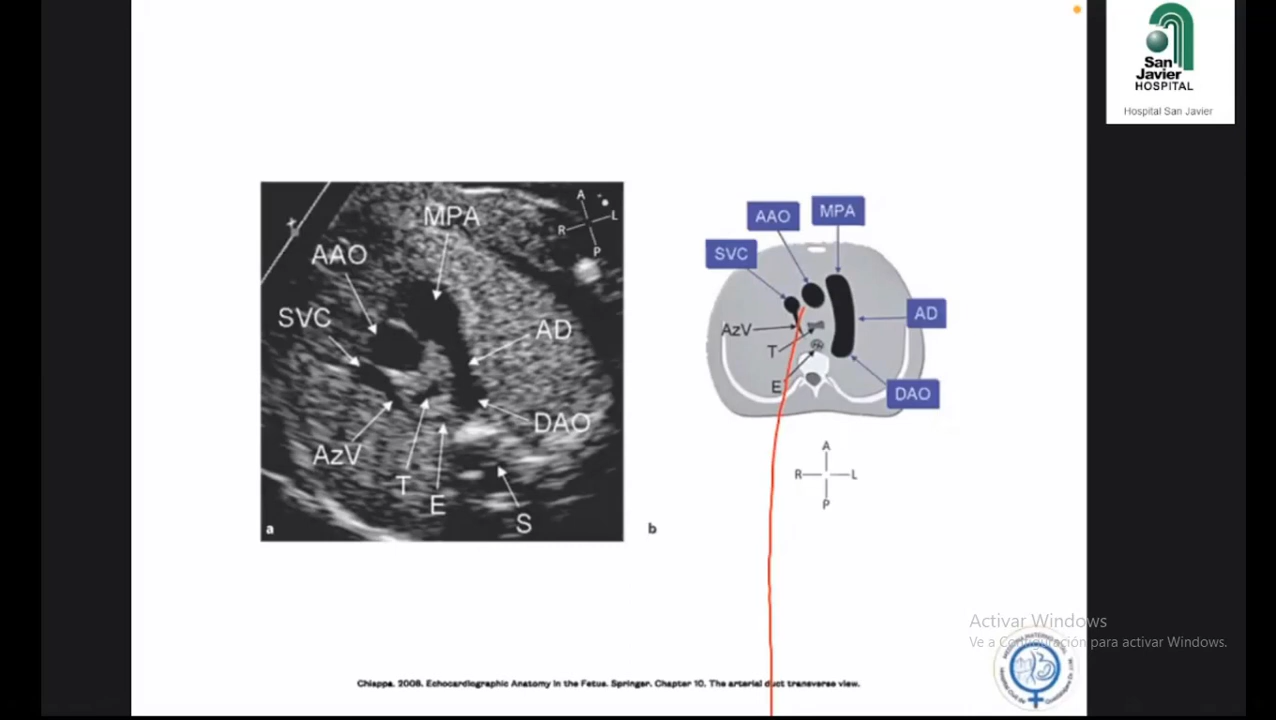 San
Javier
HOSPITAL
Hospital San Javier
MPA
AAO
SVC
AD
DAO
AzV
T
E
S
A
L
R
P
a
AAO
MPA
SVC
AzV
AD
T
E
DAO
A
R
L
P
b
Activar Windows
Ve a Configuración para activar Windows.
Chiappa. 2008. Echocardiographic Anatomy in the Fetus. Springer. Chapter 10. The arterial duct transverse view.